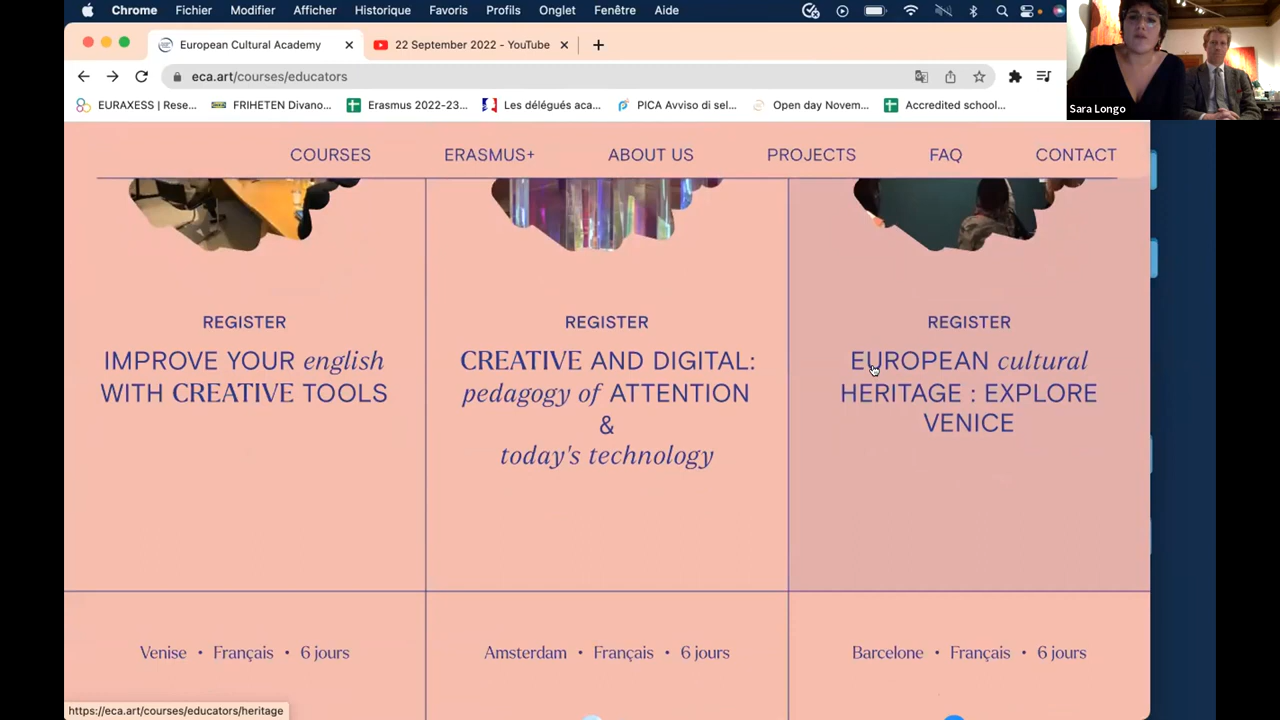 Chrome Fichier Modifier Afficher Historique Favoris Profils Onglet Fenêtre Aide
European Cultural Academy
22 September 2022 - YouTube
eca.art/courses/educators
EURAXESS | Rese...
FRIHETEN Divano...
Erasmus 2022-23...
Les délégués aca...
PICA Avviso di sel...
Open day Novem...
Accredited school...
Sara Longo
COURSES ERASMUS+ ABOUT US PROJECTS FAQ CONTACT
REGISTER
IMPROVE YOUR english
WITH CREATIVE TOOLS
REGISTER
CREATIVE AND DIGITAL:
pedagogy of ATTENTION
&
today's technology
REGISTER
EUROPEAN cultural
HERITAGE : EXPLORE
VENICE
Venise • Français • 6 jours
Amsterdam • Français • 6 jours
Barcelone • Français • 6 jours
https://eca.art/courses/educators/heritage